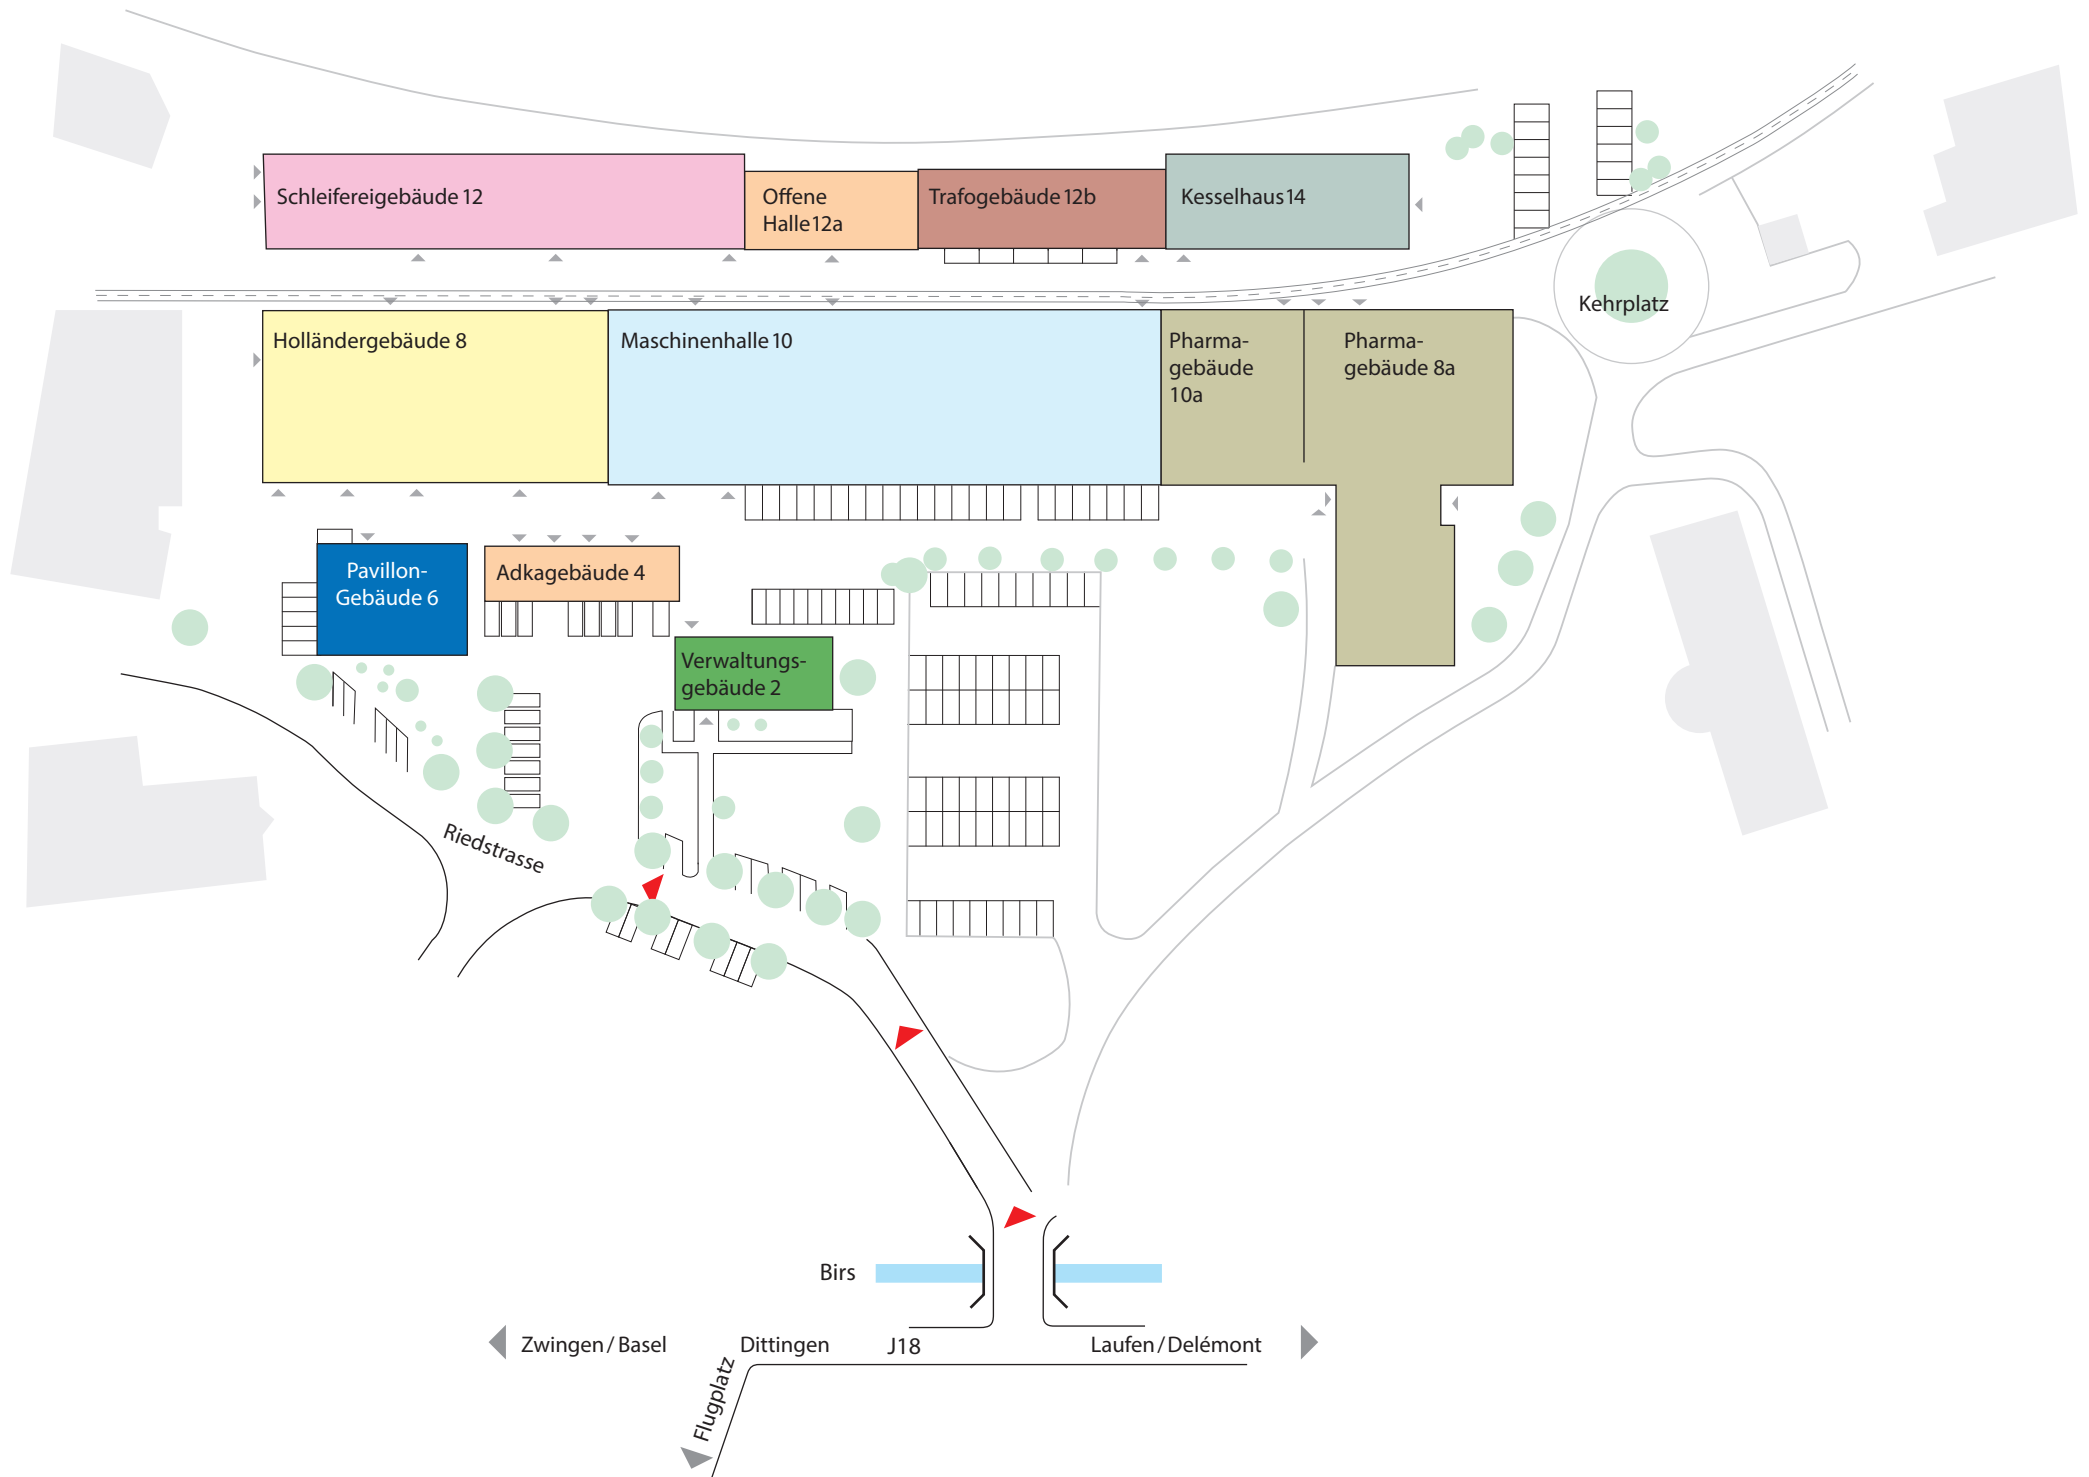 Schleifereigebäude 12
Offene
Halle 12a
Trafogebäude 12b
Kesselhaus 14
Kehrplatz
Holländergebäude 8
Maschinenhalle 10
Pharma-
gebäude
10a
Pharma-
gebäude 8a
Pavillon-
Gebäude 6
Adkagebäude 4
Verwaltungs-
gebäude 2
Riedstrasse
Birs
Zwingen / Basel
Dittingen
J18
Laufen / Delémont
Flugplatz